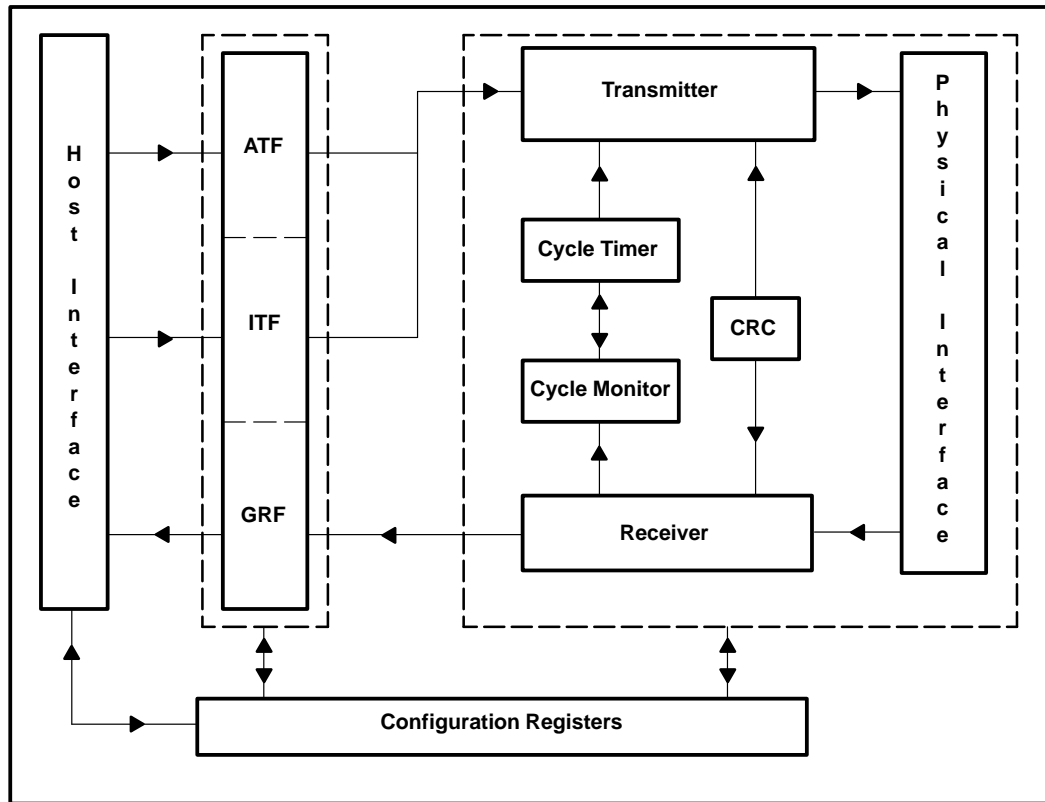 Host Interface
ATF
ITF
GRF
Transmitter
Cycle Timer
CRC
Cycle Monitor
Receiver
Physical Interface
Configuration Registers